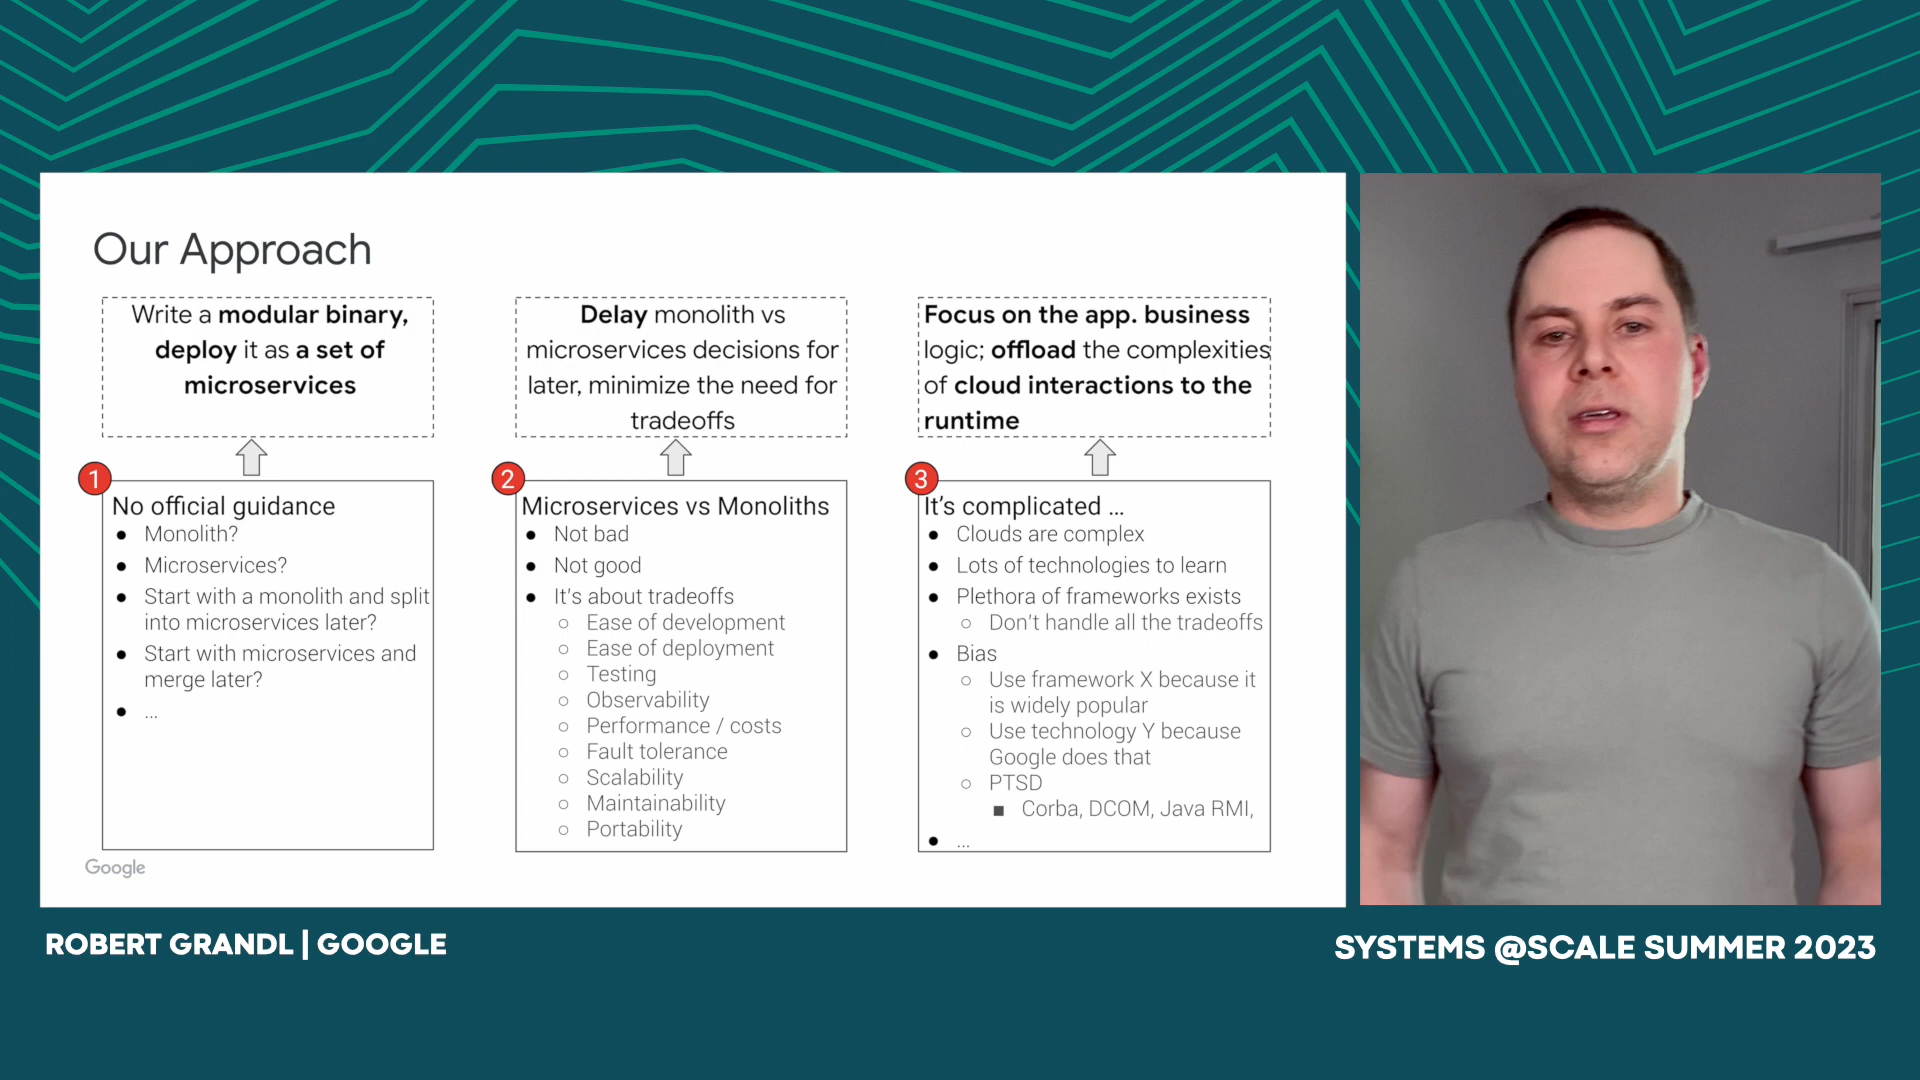 Our Approach
Write a modular binary,
deploy it as a set of
microservices
Delay monolith vs
microservices decisions for
later, minimize the need for
tradeoffs
Focus on the app. business
logic; offload the complexities
of cloud interactions to the
runtime
1
No official guidance
● Monolith?
● Microservices?
● Start with a monolith and split
into microservices later?
● Start with microservices and
merge later?
● ...
2
Microservices vs Monoliths
● Not bad
● Not good
● It's about tradeoffs
○ Ease of development
○ Ease of deployment
○ Testing
○ Observability
○ Performance / costs
○ Fault tolerance
○ Scalability
○ Maintainability
○ Portability
3
It's complicated ...
● Clouds are complex
● Lots of technologies to learn
● Plethora of frameworks exists
○ Don't handle all the tradeoffs
● Bias
○ Use framework X because it
is widely popular
○ Use technology Y because
Google does that
○ PTSD
■ Corba, DCOM, Java RMI,
● ...
Google
ROBERT GRANDL | GOOGLE
SYSTEMS @SCALE SUMMER 2023